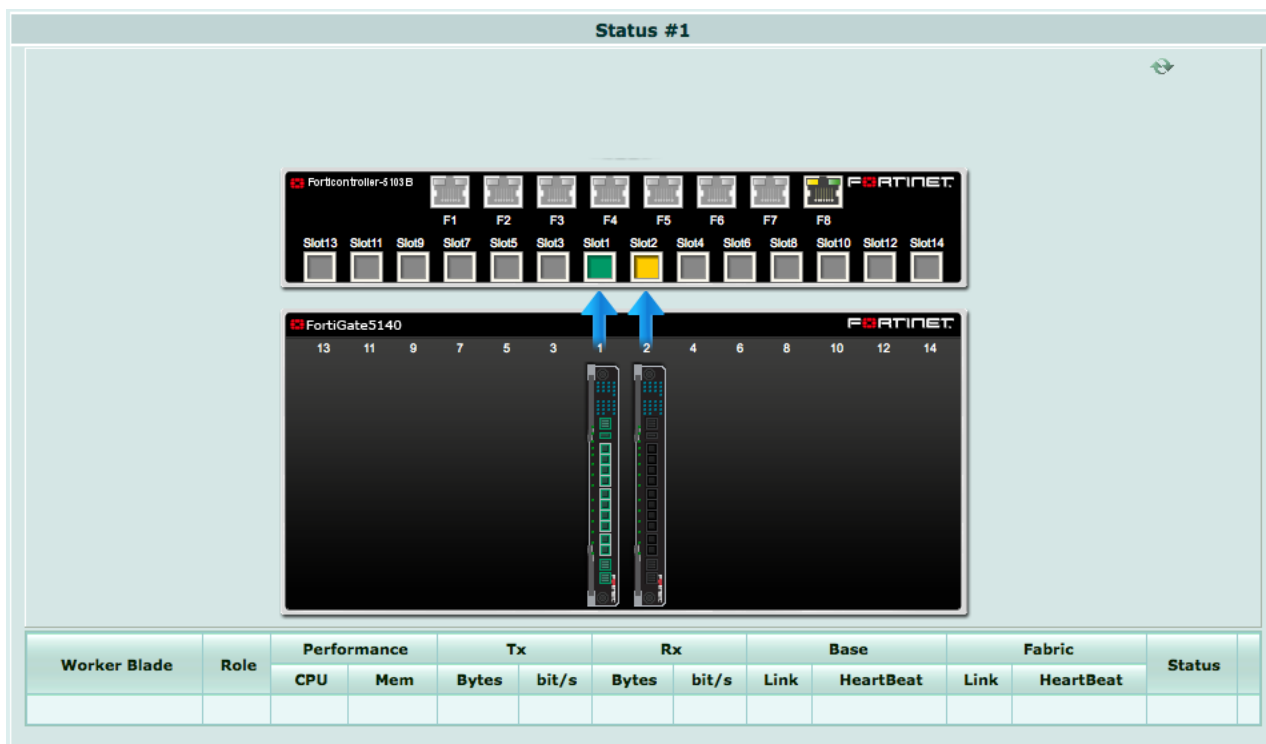 Status #1
Forticontroller-5103B
FORTINET
F1 F2 F3 F4 F5 F6 F7 F8
Slot13 Slot11 Slot9 Slot7 Slot5 Slot3 Slot1 Slot2 Slot4 Slot6 Slot8 Slot10 Slot12 Slot14
FortiGate5140
FORTINET
13 11 9 7 5 3 1 2 4 6 8 10 12 14
Worker Blade Role Performance Tx Rx Base Fabric Status
CPU Mem Bytes bit/s Bytes bit/s Link HeartBeat Link HeartBeat